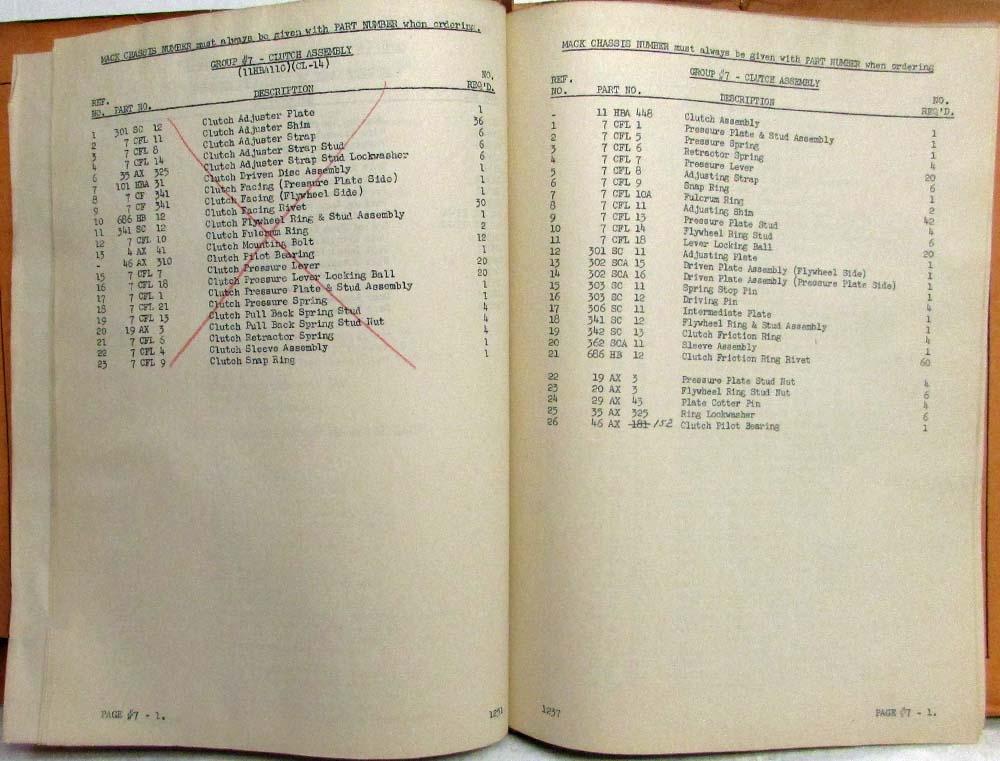 MACK CHASSIS NUMBER must always be given with PART NUMBER when ordering.
GROUP #7 - CLUTCH ASSEMBLY
(11HBA11C)(CL-14)
REF. NO. PART NO. DESCRIPTION NO. REQ'D.
1 301 SC 12 Clutch Adjuster Plate 1
2 7 CFL 11 Clutch Adjuster Shim 36
3 7 CFL 8 Clutch Adjuster Strap 6
4 7 CFL 14 Clutch Adjuster Strap Stud 6
6 35 AX 325 Clutch Adjuster Strap Stud Lockwasher 6
7 101 HBA 31 Clutch Driven Disc Assembly 1
8 7 CF 341 Clutch Facing (Pressure Plate Side) 1
9 7 CF 341 Clutch Facing (Flywheel Side) 1
10 686 HB 12 Clutch Facing Rivet 30
11 341 SC 12 Clutch Flywheel Ring & Stud Assembly 1
12 7 CFL 10 Clutch Fulcrum Ring 2
13 4 AX 41 Clutch Mounting Bolt 12
- 46 AX 310 Clutch Pilot Bearing 1
15 7 CFL 7 Clutch Pressure Lever 20
16 7 CFL 18 Clutch Pressure Lever Locking Ball 20
17 7 CFL 1 Clutch Pressure Plate & Stud Assembly 1
18 7 CFL 21 Clutch Pressure Spring 1
19 7 CFL 13 Clutch Pull Back Spring Stud 4
20 19 AX 3 Clutch Pull Back Spring Stud Nut 4
21 7 CFL 6 Clutch Retractor Spring 4
22 7 CFL 4 Clutch Sleeve Assembly 1
23 7 CFL 9 Clutch Snap Ring 1
PAGE #7 - 1. 1231
MACK CHASSIS NUMBER must always be given with PART NUMBER when ordering
GROUP #7 - CLUTCH ASSEMBLY
REF. NO. PART NO. DESCRIPTION NO. REQ'D.
- 11 HBA 448 Clutch Assembly 1
1 7 CFL 1 Pressure Plate & Stud Assembly 1
2 7 CFL 5 Pressure Spring 1
3 7 CFL 6 Retractor Spring 4
4 7 CFL 7 Pressure Lever 20
5 7 CFL 8 Adjusting Strap 6
6 7 CFL 9 Snap Ring 1
7 7 CFL 10A Fulcrum Ring 2
8 7 CFL 11 Adjusting Shim 42
9 7 CFL 13 Pressure Plate Stud 4
10 7 CFL 14 Flywheel Ring Stud 6
11 7 CFL 18 Lever Locking Ball 20
12 301 SC 11 Adjusting Plate 1
13 302 SCA 15 Driven Plate Assembly (Flywheel Side) 1
14 302 SCA 16 Driven Plate Assembly (Pressure Plate Side) 1
15 303 SC 11 Spring Stop Pin 1
16 303 SC 12 Driving Pin 4
17 306 SC 11 Intermediate Plate 1
18 341 SC 12 Flywheel Ring & Stud Assembly 1
19 342 SC 13 Clutch Friction Ring 4
20 362 SCA 11 Sleeve Assembly 1
21 686 HB 12 Clutch Friction Ring Rivet 60
22 19 AX 3 Pressure Plate Stud Nut 4
23 20 AX 3 Flywheel Ring Stud Nut 6
24 29 AX 43 Plate Cotter Pin 4
25 35 AX 325 Ring Lockwasher 6
26 46 AX 181 152 Clutch Pilot Bearing 1
1237 PAGE #7 - 1.